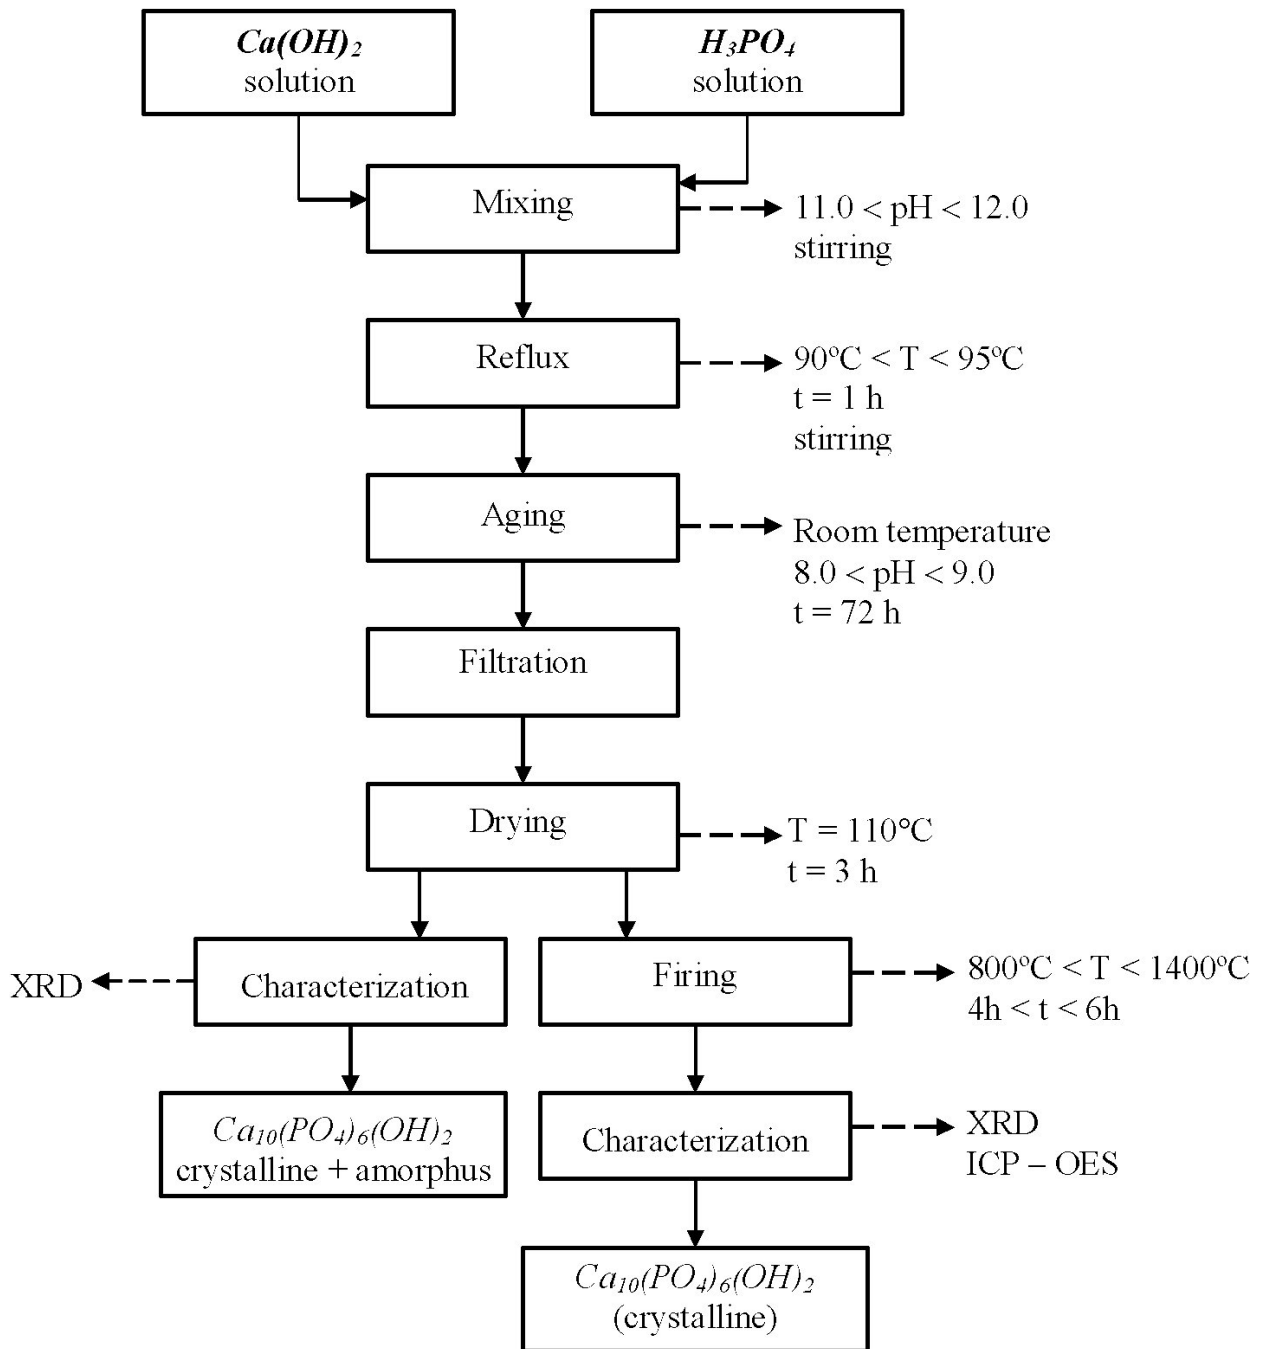 Ca(OH)₂
solution
H₃PO₄
solution
Mixing
11.0 < pH < 12.0
stirring
Reflux
90ºC < T < 95ºC
t = 1 h
stirring
Aging
Room temperature
8.0 < pH < 9.0
t = 72 h
Filtration
Drying
T = 110°C
t = 3 h
XRD
Characterization
Firing
800ºC < T < 1400ºC
4h < t < 6h
Ca₁₀(PO₄)₆(OH)₂
crystalline + amorphus
Characterization
XRD
ICP – OES
Ca₁₀(PO₄)₆(OH)₂
(crystalline)